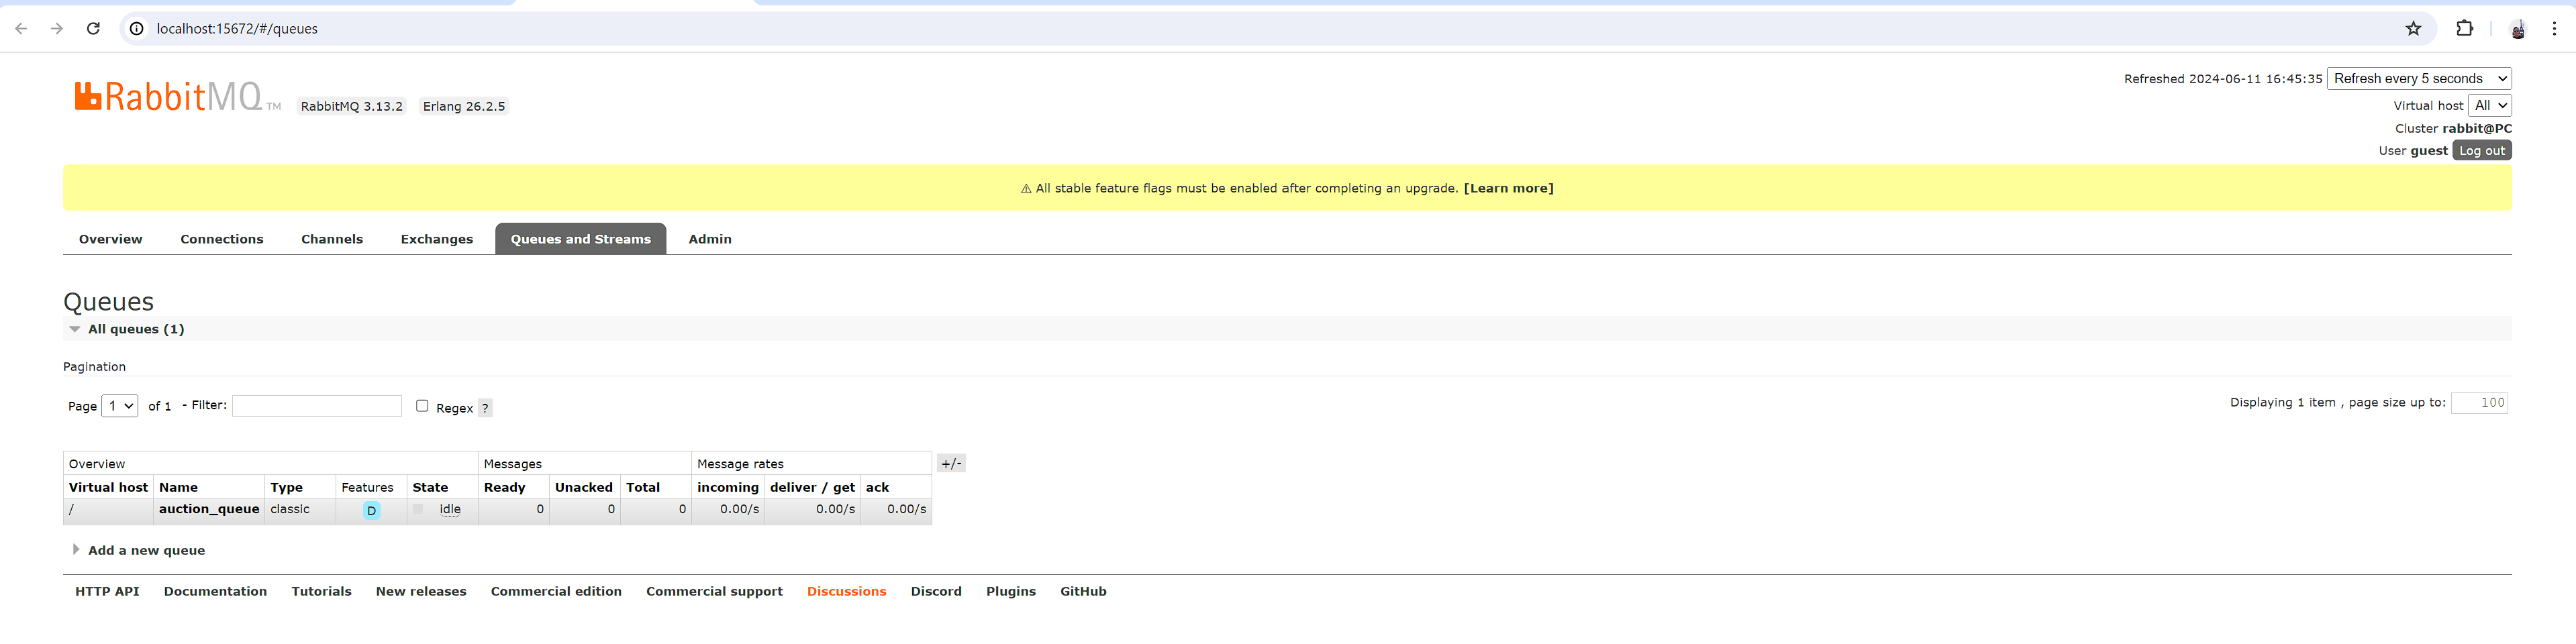 localhost:15672/#/queues
RabbitMQ TM RabbitMQ 3.13.2 Erlang 26.2.5
Refreshed 2024-06-11 16:45:35 Refresh every 5 seconds
Virtual host All
Cluster rabbit@PC
User guest Log out
⚠ All stable feature flags must be enabled after completing an upgrade. [Learn more]
Overview Connections Channels Exchanges Queues and Streams Admin
Queues
All queues (1)
Pagination
Page 1 of 1 - Filter: Regex ? Displaying 1 item , page size up to: 100
Overview Messages Message rates +/-
Virtual host Name Type Features State Ready Unacked Total incoming deliver / get ack
/ auction_queue classic D idle 0 0 0 0.00/s 0.00/s 0.00/s
Add a new queue
HTTP API Documentation Tutorials New releases Commercial edition Commercial support Discussions Discord Plugins GitHub